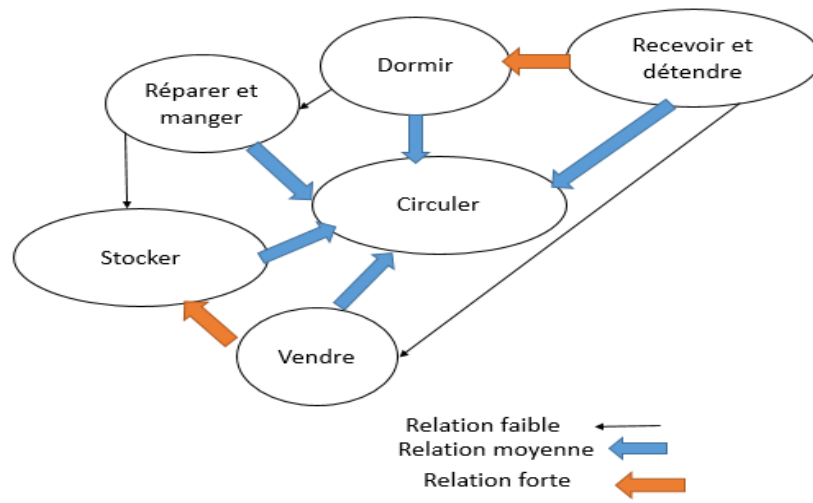 Recevoir et
détendre
Dormir
Réparer et
manger
Circuler
Stocker
Vendre
Relation faible
Relation moyenne
Relation forte